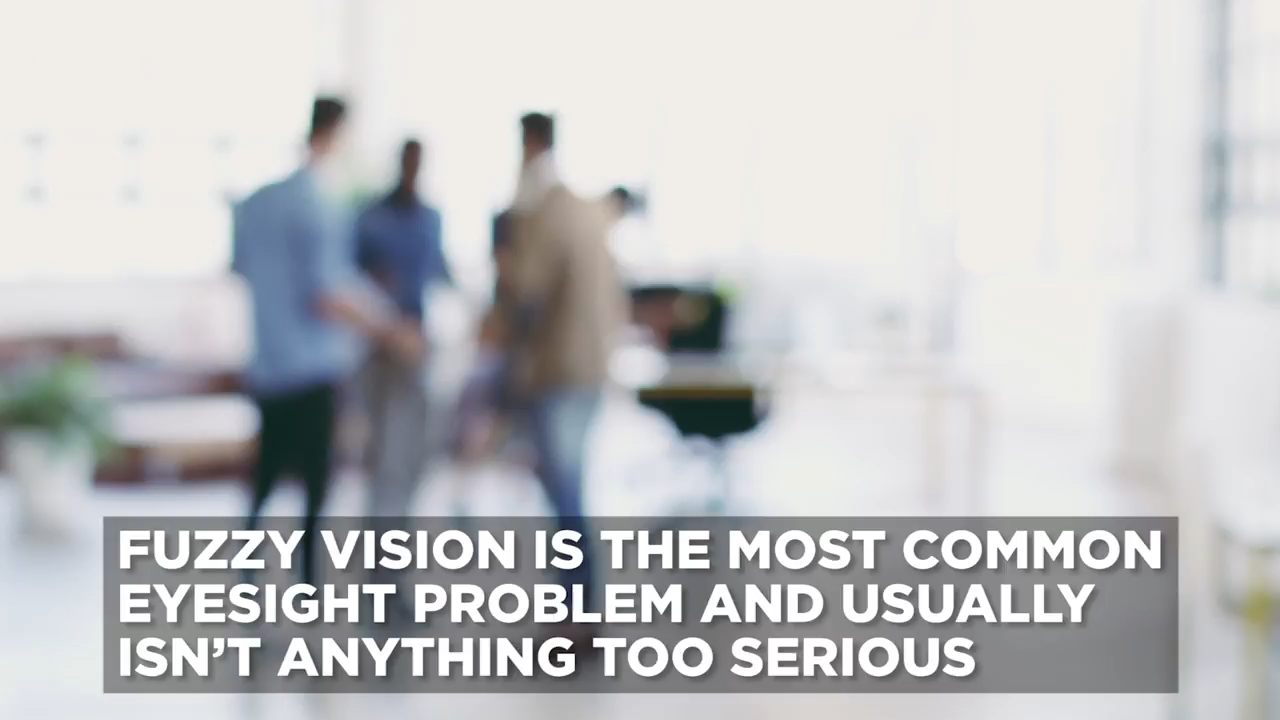 FUZZY VISION IS THE MOST COMMON
EYESIGHT PROBLEM AND USUALLY
ISN’T ANYTHING TOO SERIOUS